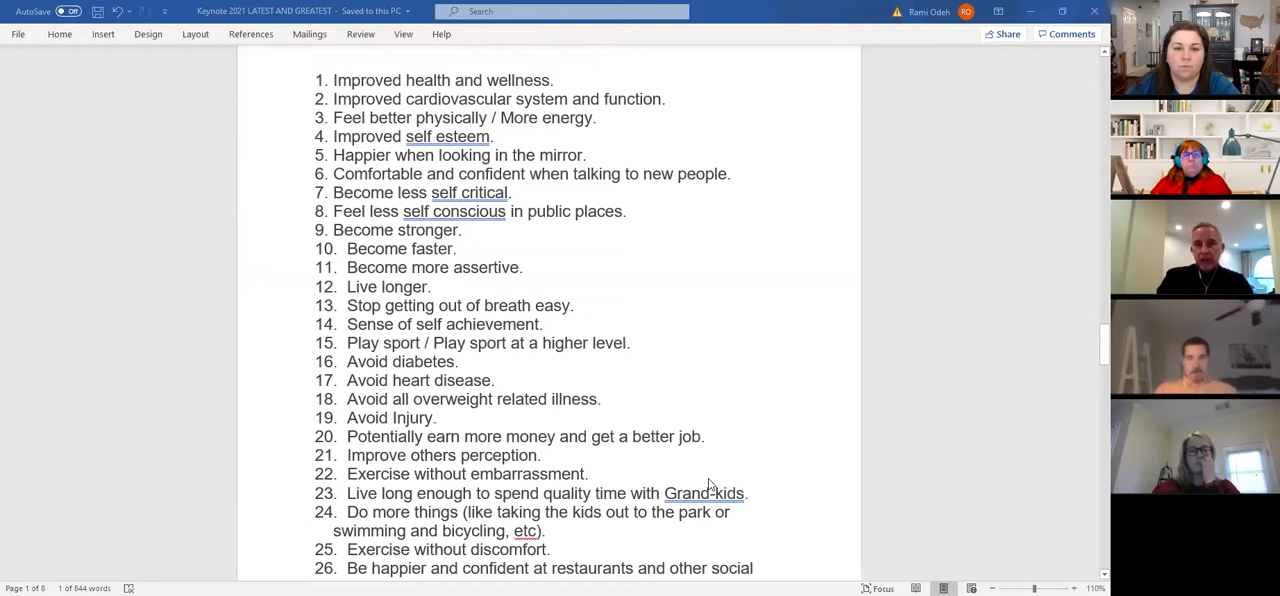 AutoSave Off Keynote 2021 LATEST AND GREATEST - Saved to this PC Search Rami Odeh RO
File Home Insert Design Layout References Mailings Review View Help Share Comments
1. Improved health and wellness.
2. Improved cardiovascular system and function.
3. Feel better physically / More energy.
4. Improved self esteem.
5. Happier when looking in the mirror.
6. Comfortable and confident when talking to new people.
7. Become less self critical.
8. Feel less self conscious in public places.
9. Become stronger.
10. Become faster.
11. Become more assertive.
12. Live longer.
13. Stop getting out of breath easy.
14. Sense of self achievement.
15. Play sport / Play sport at a higher level.
16. Avoid diabetes.
17. Avoid heart disease.
18. Avoid all overweight related illness.
19. Avoid Injury.
20. Potentially earn more money and get a better job.
21. Improve others perception.
22. Exercise without embarrassment.
23. Live long enough to spend quality time with Grand-kids.
24. Do more things (like taking the kids out to the park or
swimming and bicycling, etc).
25. Exercise without discomfort.
26. Be happier and confident at restaurants and other social
Page 1 of 8 1 of 844 words Focus 110%